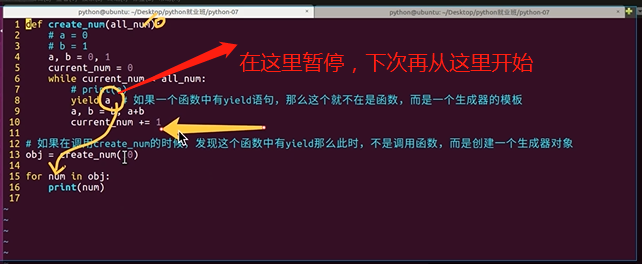 python@ubuntu: ~/Desktop/python就业班/python-07
python@ubuntu: ~/Desktop/python就业班/python-07
1 def create_num(all_num):
2 # a = 0
3 # b = 1
4 a, b = 0, 1
5 current_num = 0
6 while current_num < all_num:
7 # print(a)
8 yield a # 如果一个函数中有yield语句，那么这个就不在是函数，而是一个生成器的模板
9 a, b = b, a+b
10 current_num += 1
在这里暂停，下次再从这里开始
11
12 # 如果在调用create_num的时候，发现这个函数中有yield那么此时，不是调用函数，而是创建一个生成器对象
13 obj = create_num(10)
14
15 for num in obj:
16 print(num)
17
~
~
~
~
~